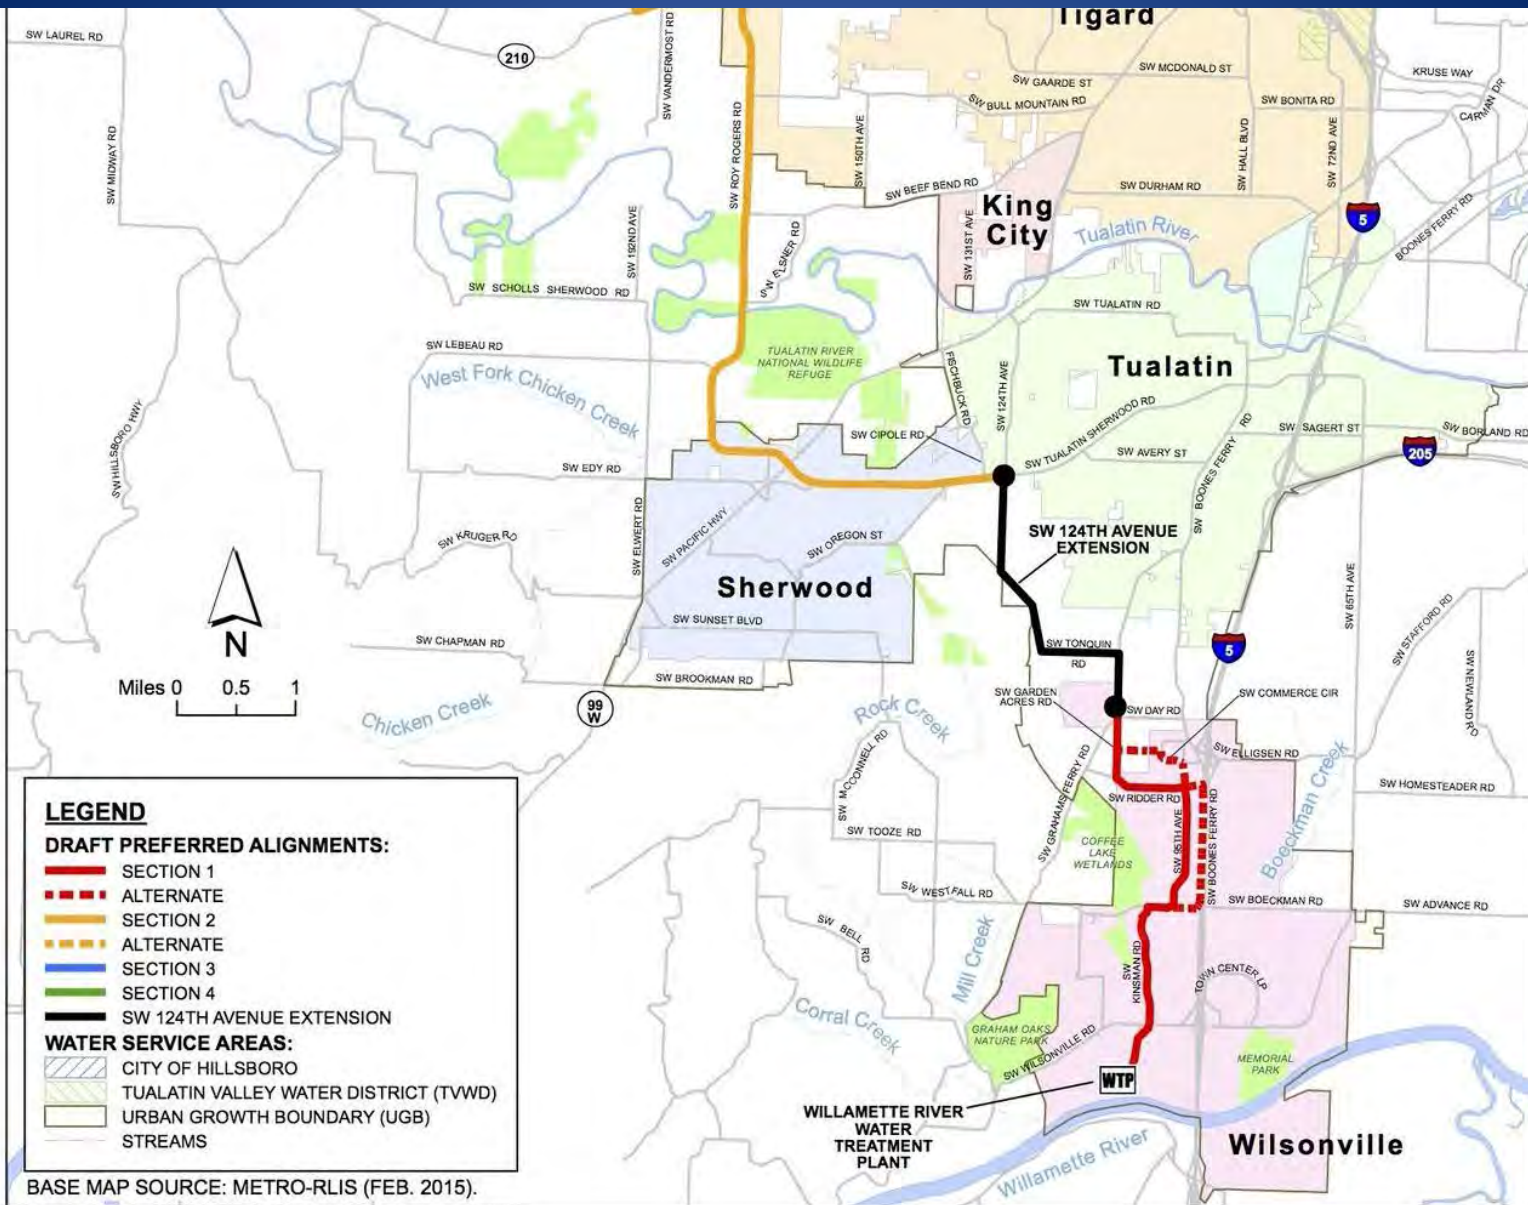 Tigard
SW LAUREL RD
210
SW VANDERMOST RD
SW MCDONALD ST
SW GAARDE ST
KRUSE WAY
SW BULL MOUNTAIN RD
SW BONITA RD
CARMAN DR
SW MIDWAY RD
SW ROY ROGERS RD
SW 150TH AVE
SW HALL BLVD
SW 72ND AVE
SW BEEF BEND RD
SW DURHAM RD
King
City
SW 131ST AVE
Tualatin River
5
BOONES FERRY RD
SW 192ND AVE
SW ELSNER RD
SW SCHOLLS SHERWOOD RD
SW TUALATIN RD
SW LEBEAU RD
TUALATIN RIVER
NATIONAL WILDLIFE
REFUGE
FISCHBUCK RD
SW 124TH AVE
Tualatin
West Fork Chicken Creek
SW HILLSBORO HWY
SW CIPOLE RD
SW TUALATIN SHERWOOD RD
SW BOONES FERRY RD
SW SAGERT ST
SW BORLAND RD
SW AVERY ST
205
SW EDY RD
SW ELWERT RD
SW PACIFIC HWY
SW OREGON ST
SW KRUGER RD
SW 124TH AVENUE
EXTENSION
Sherwood
SW 65TH AVE
SW STAFFORD RD
N
SW SUNSET BLVD
SW CHAPMAN RD
SW TONQUIN
RD
5
SW NEWLAND RD
Miles 0 0.5 1
SW BROOKMAN RD
SW GARDEN
ACRES RD
SW COMMERCE CIR
99
W
Chicken Creek
Rock Creek
SW DAY RD
SW MCCONNELL RD
SW GRAHAMS FERRY RD
SW ELLIGSEN RD
Boeckman Creek
SW HOMESTEADER RD
SW RIDDER RD
SW TOOZE RD
COFFEE
LAKE
WETLANDS
SW 95TH AVE
SW BOONES FERRY RD
SW WESTFALL RD
SW BOECKMAN RD
SW ADVANCE RD
SW BELL RD
Mill Creek
SW
KINSMAN RD
TOWN CENTER LP
Corral Creek
GRAHAM OAKS
NATURE PARK
SW WILSONVILLE RD
MEMORIAL
PARK
WTP
WILLAMETTE RIVER
WATER
TREATMENT
PLANT
Wilsonville
Willamette River
LEGEND
DRAFT PREFERRED ALIGNMENTS:
SECTION 1
ALTERNATE
SECTION 2
ALTERNATE
SECTION 3
SECTION 4
SW 124TH AVENUE EXTENSION
WATER SERVICE AREAS:
CITY OF HILLSBORO
TUALATIN VALLEY WATER DISTRICT (TVWD)
URBAN GROWTH BOUNDARY (UGB)
STREAMS
BASE MAP SOURCE: METRO-RLIS (FEB. 2015).